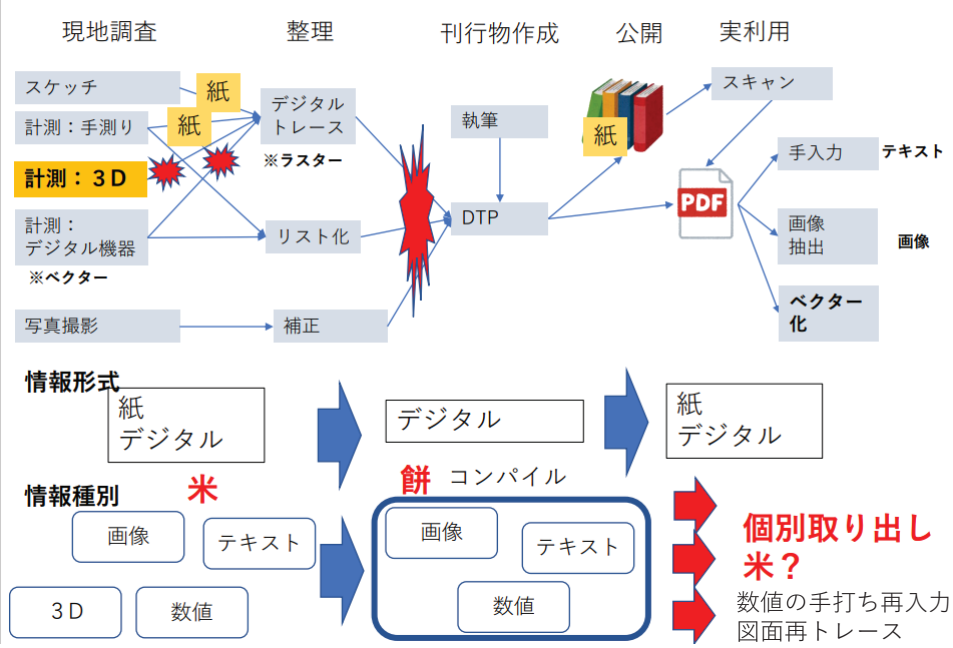 現地調査
整理
刊行物作成
公開
実利用
スケッチ
紙
計測：手測り
紙
計測：３Ｄ
計測：
デジタル機器
※ベクター
写真撮影
デジタル
トレース
※ラスター
リスト化
補正
執筆
DTP
紙
スキャン
PDF
手入力
テキスト
画像
抽出
画像
ベクター
化
情報形式
紙
デジタル
デジタル
紙
デジタル
情報種別
米
餅
コンパイル
画像
テキスト
３Ｄ
数値
画像
テキスト
数値
個別取り出し
米？
数値の手打ち再入力
図面再トレース